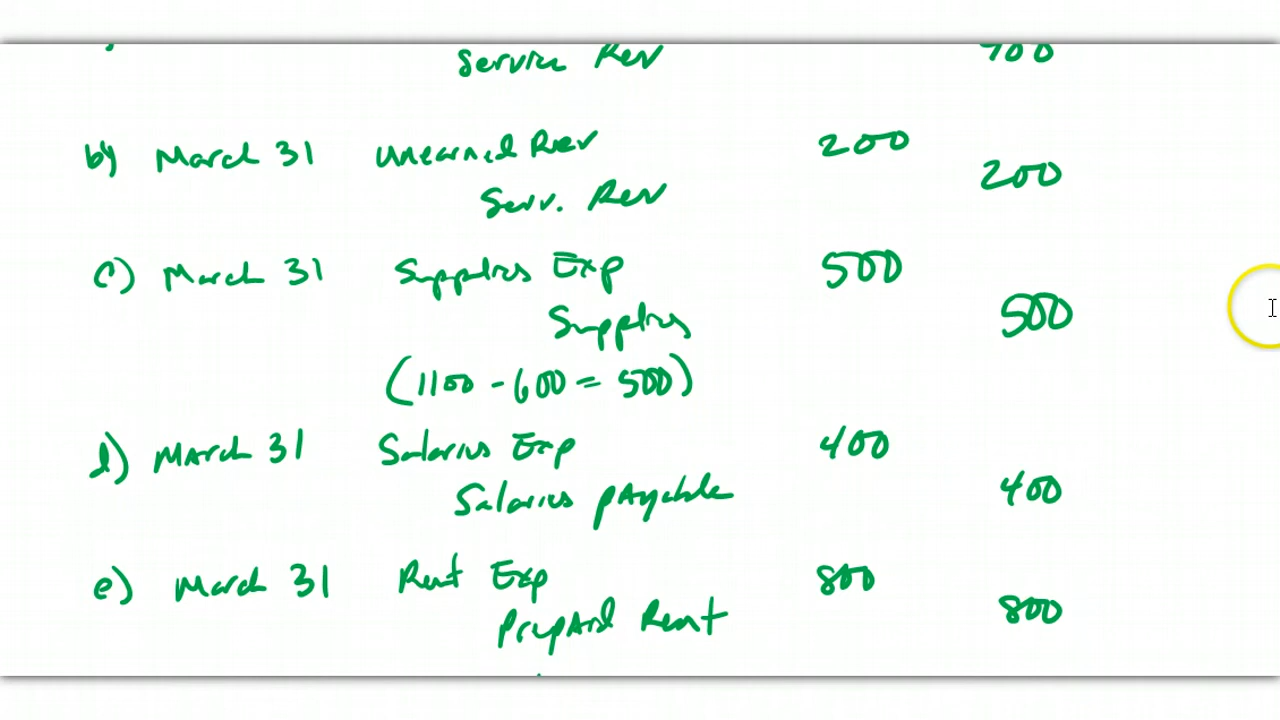 Service Rev 900
b) March 31 Unearned Rev 200
Serv. Rev 200
c) March 31 Supplies Exp 500
Supplies 500
(1100 - 600 = 500)
d) March 31 Salaries Exp 400
Salaries payable 400
e) March 31 Rent Exp 800
Prepaid Rent 800